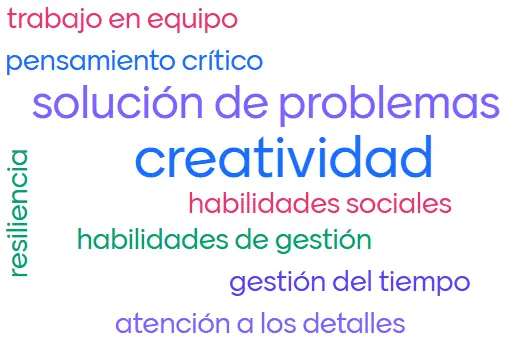 trabajo en equipo
pensamiento crítico
solución de problemas
creatividad
resiliencia
habilidades sociales
habilidades de gestión
gestión del tiempo
atención a los detalles